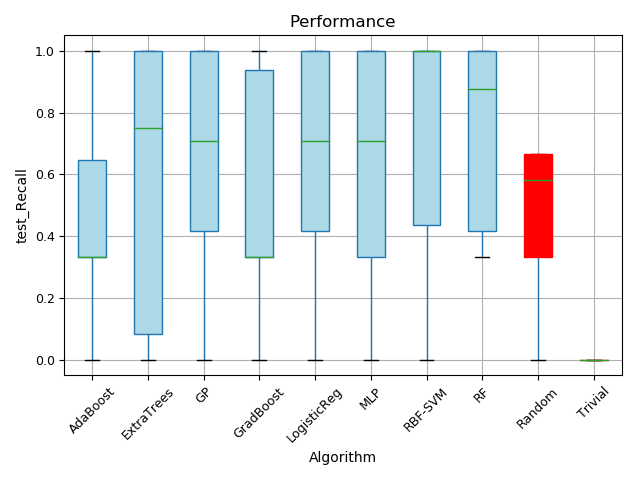 Performance
test_Recall
1.0
0.8
0.6
0.4
0.2
0.0
AdaBoost
ExtraTrees
GP
GradBoost
LogisticReg
MLP
RBF-SVM
RF
Random
Trivial
Algorithm